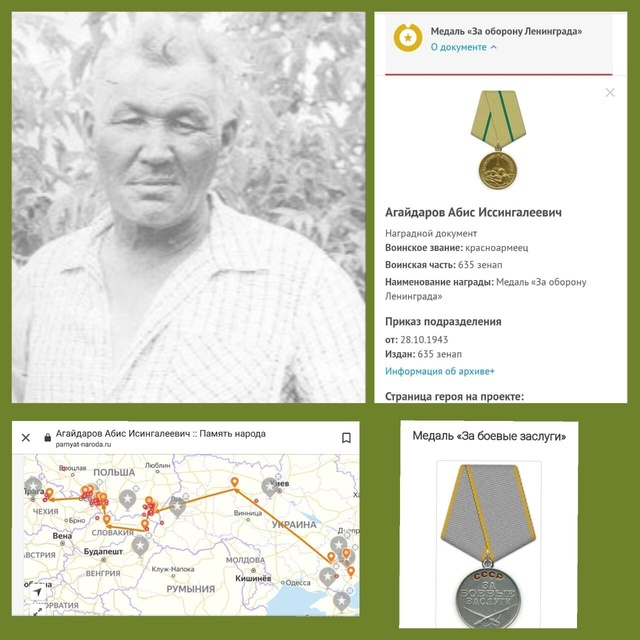 Медаль «За оборону Ленинграда»
О документе
Агайдаров Абис Иссингалеевич
Наградной документ
Воинское звание: красноармеец
Воинская часть: 635 зенап
Наименование награды: Медаль «За оборону
Ленинграда»
Приказ подразделения
от: 28.10.1943
Издан: 635 зенап
Информация об архиве+
Страница героя на проекте:
Агайдаров Абис Исингалеевич :: Память народа
pamyat-naroda.ru
Вроцлав
ПОЛЬША
Люблин
Прага
ЧЕХИЯ
Брно
СЛОВАКИЯ
Винница
УКРАИНА
Вена
Будапешт
ВЕНГРИЯ
Клуж-Напока
МОЛДОВА
Кишинёв
Одесса
РУМЫНИЯ
Медаль «За боевые заслуги»
СССР
ЗА
БОЕВЫЕ
ЗАСЛУГИ